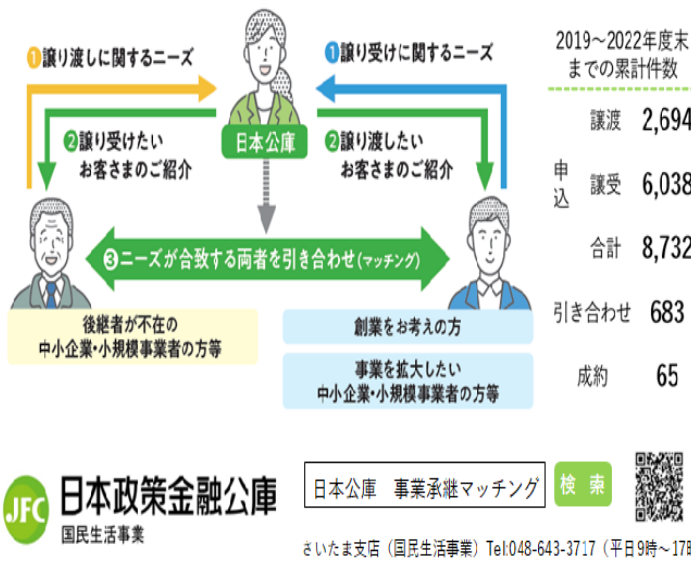 ❶譲り渡しに関するニーズ
❶譲り受けに関するニーズ
❷譲り受けたい
お客さまのご紹介
日本公庫
❷譲り渡したい
お客さまのご紹介
❸ニーズが合致する両者を引き合わせ(マッチング)
後継者が不在の
中小企業・小規模事業者の方等
創業をお考えの方
事業を拡大したい
中小企業・小規模事業者の方等
2019～2022年度末
までの累計件数
申込
譲渡 2,694
譲受 6,038
合計 8,732
引き合わせ 683
成約 65
JFC
日本政策金融公庫
国民生活事業
日本公庫 事業承継マッチング
検 索
さいたま支店（国民生活事業）Tel:048-643-3717（平日9時～17時